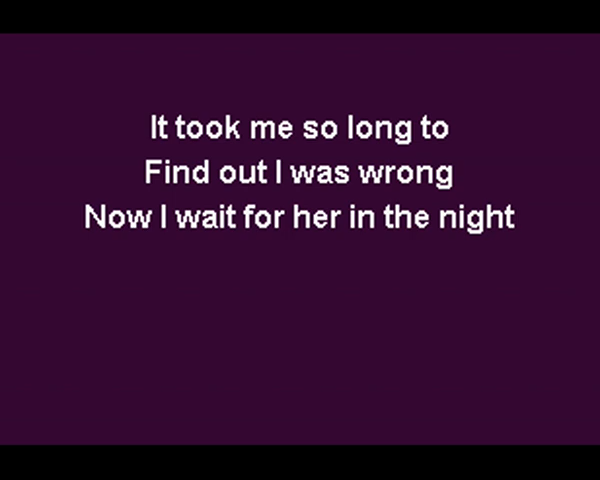 It took me so long to
Find out I was wrong
Now I wait for her in the night